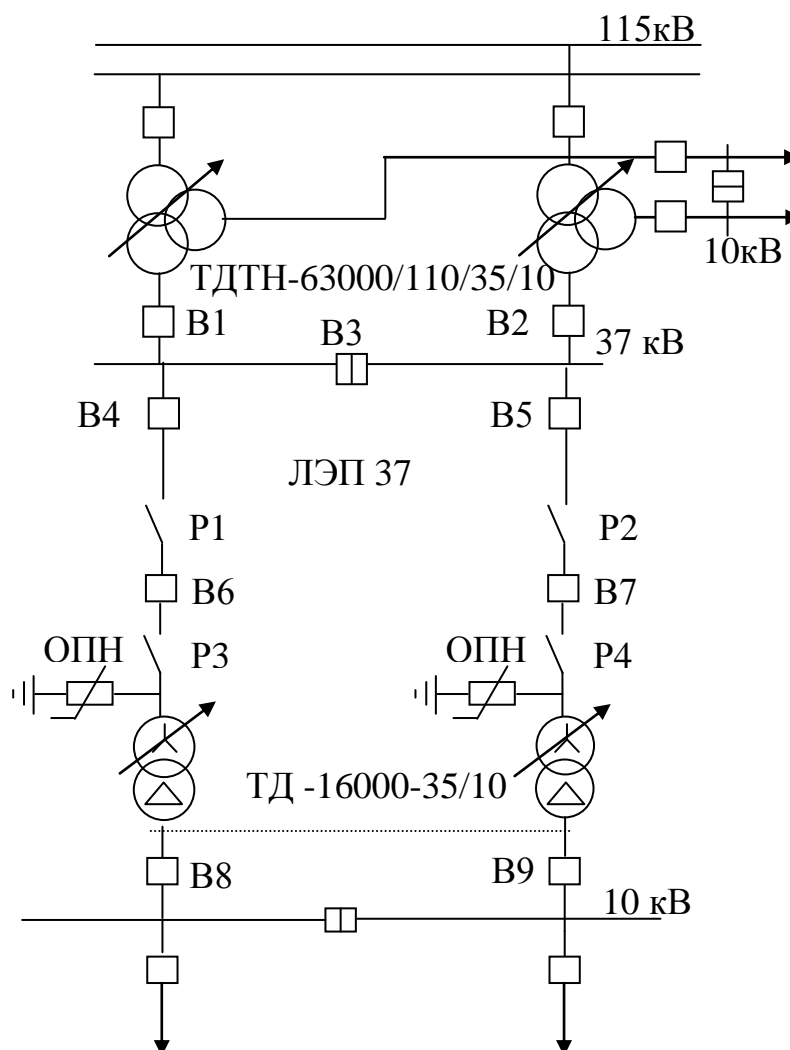 115кВ
10кВ
ТДТН-63000/110/35/10
В1
В2
В3
37 кВ
В4
В5
ЛЭП 37
Р1
Р2
В6
В7
ОПН
Р3
ОПН
Р4
ТД -16000-35/10
В8
В9
10 кВ